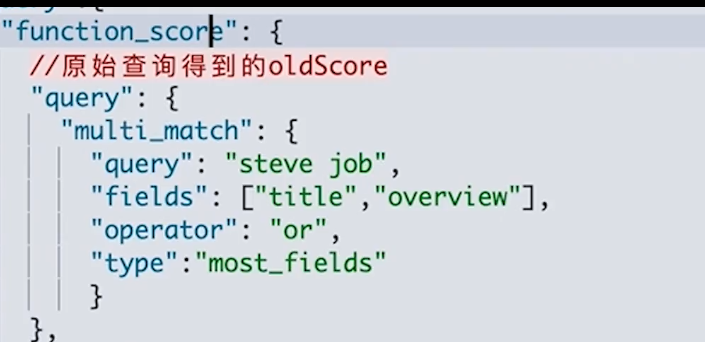 "function_score": {
//原始查询得到的oldScore
"query": {
"multi_match": {
"query": "steve job",
"fields": ["title","overview"],
"operator": "or",
"type":"most_fields"
}
},